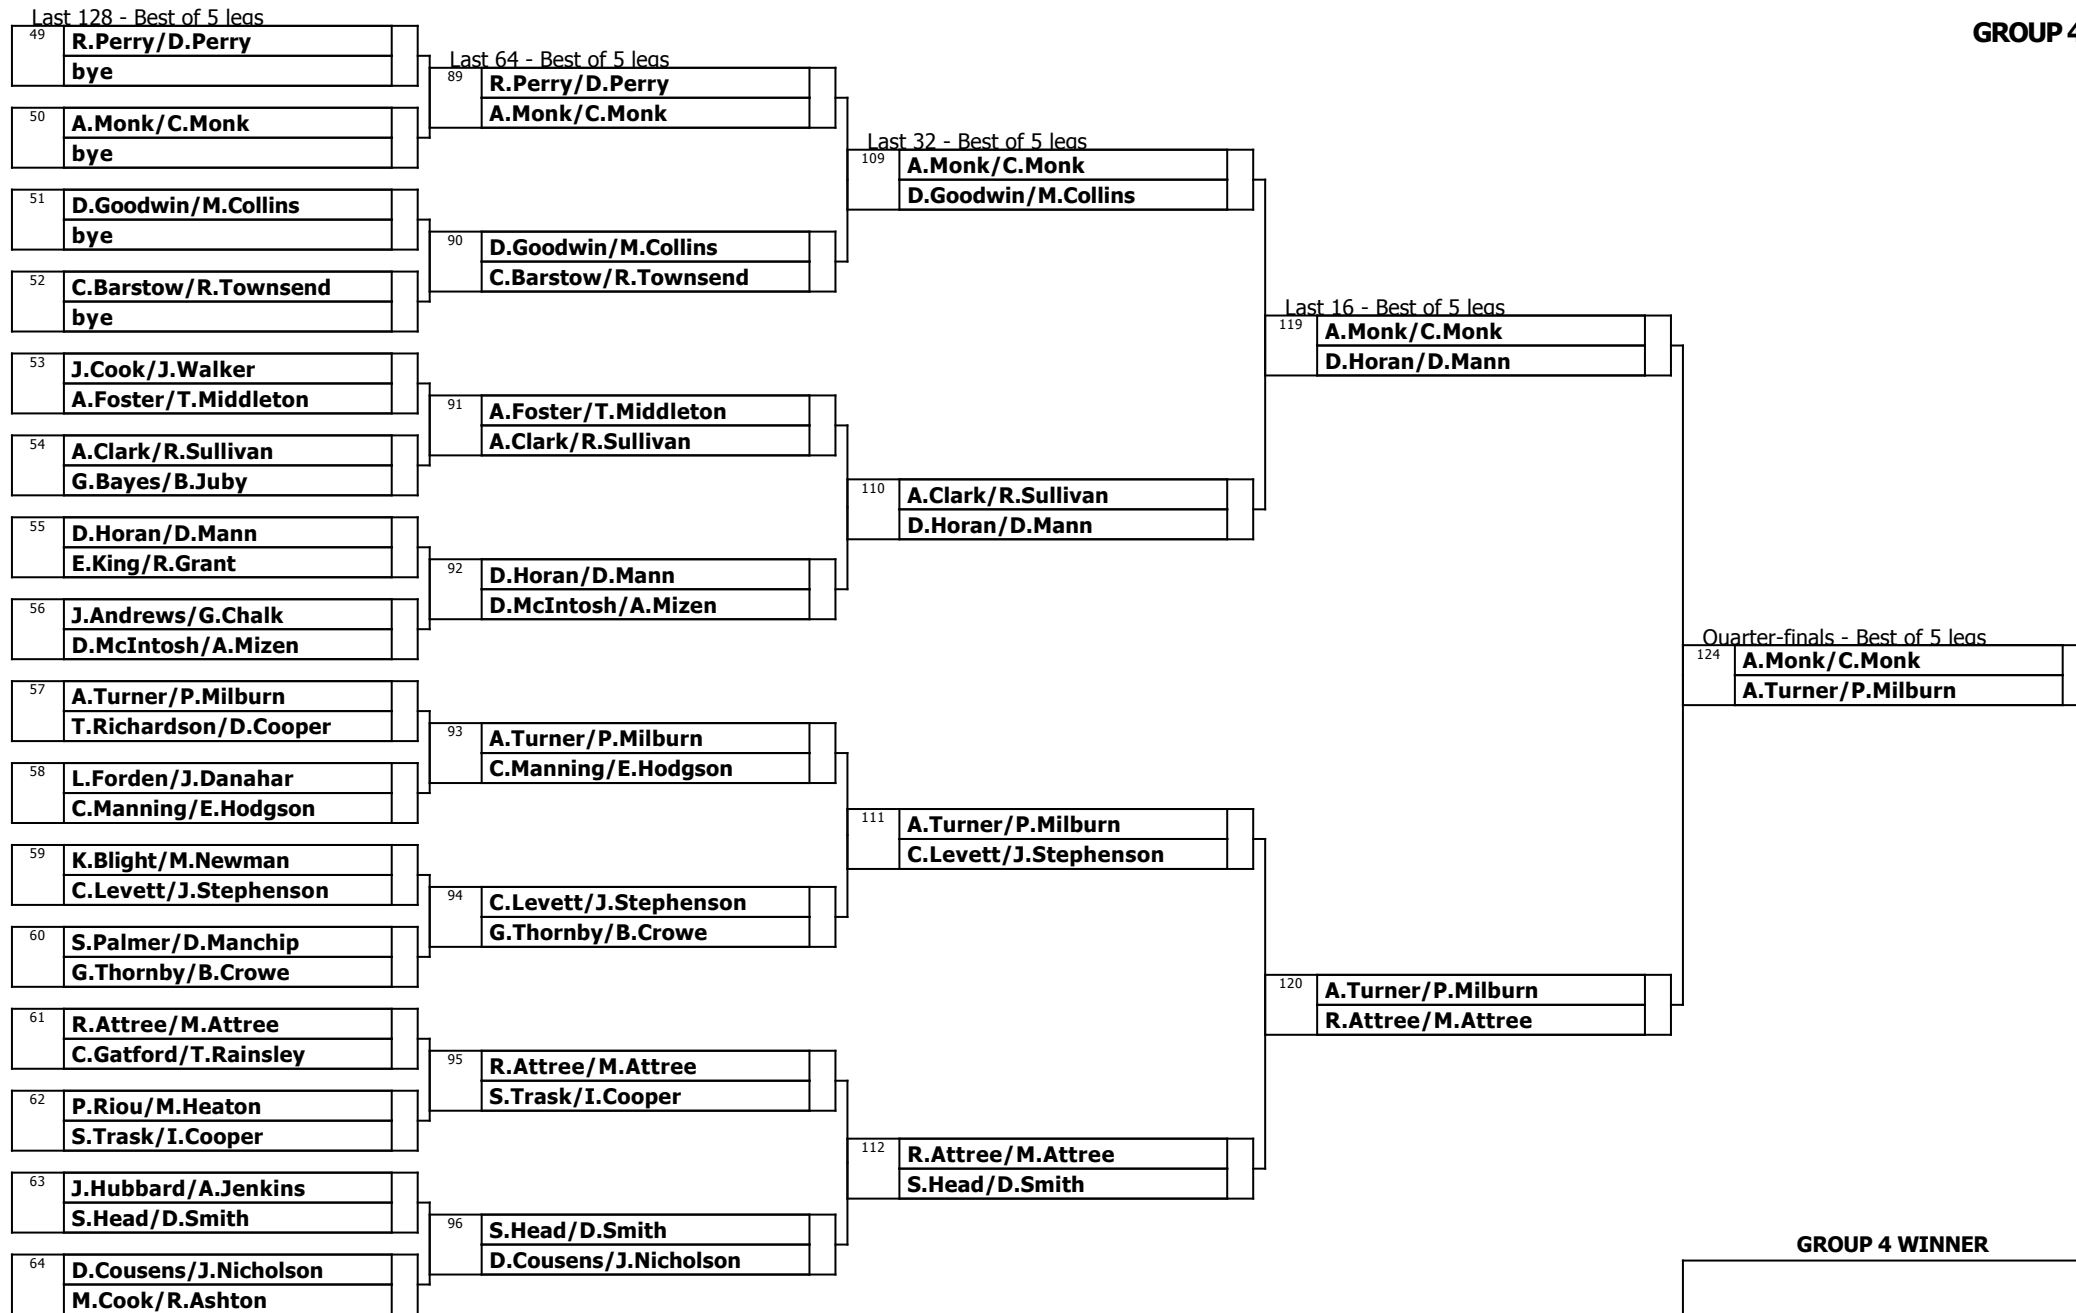 Last 128 - Best of 5 legs
GROUP 4
49
R.Perry/D.Perry
bye
50
A.Monk/C.Monk
bye
51
D.Goodwin/M.Collins
bye
52
C.Barstow/R.Townsend
bye
53
J.Cook/J.Walker
A.Foster/T.Middleton
54
A.Clark/R.Sullivan
G.Bayes/B.Juby
55
D.Horan/D.Mann
E.King/R.Grant
56
J.Andrews/G.Chalk
D.McIntosh/A.Mizen
57
A.Turner/P.Milburn
T.Richardson/D.Cooper
58
L.Forden/J.Danahar
C.Manning/E.Hodgson
59
K.Blight/M.Newman
C.Levett/J.Stephenson
60
S.Palmer/D.Manchip
G.Thornby/B.Crowe
61
R.Attree/M.Attree
C.Gatford/T.Rainsley
62
P.Riou/M.Heaton
S.Trask/I.Cooper
63
J.Hubbard/A.Jenkins
S.Head/D.Smith
64
D.Cousens/J.Nicholson
M.Cook/R.Ashton
Last 64 - Best of 5 legs
89
R.Perry/D.Perry
A.Monk/C.Monk
90
D.Goodwin/M.Collins
C.Barstow/R.Townsend
91
A.Foster/T.Middleton
A.Clark/R.Sullivan
92
D.Horan/D.Mann
D.McIntosh/A.Mizen
93
A.Turner/P.Milburn
C.Manning/E.Hodgson
94
C.Levett/J.Stephenson
G.Thornby/B.Crowe
95
R.Attree/M.Attree
S.Trask/I.Cooper
96
S.Head/D.Smith
D.Cousens/J.Nicholson
Last 32 - Best of 5 legs
109
A.Monk/C.Monk
D.Goodwin/M.Collins
110
A.Clark/R.Sullivan
D.Horan/D.Mann
111
A.Turner/P.Milburn
C.Levett/J.Stephenson
112
R.Attree/M.Attree
S.Head/D.Smith
Last 16 - Best of 5 legs
119
A.Monk/C.Monk
D.Horan/D.Mann
120
A.Turner/P.Milburn
R.Attree/M.Attree
Quarter-finals - Best of 5 legs
124
A.Monk/C.Monk
A.Turner/P.Milburn
GROUP 4 WINNER